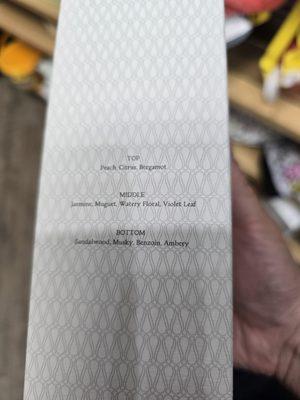 TOP
Peach, Citrus, Bergamot
MIDDLE
Jasmine, Muguet, Watery Floral, Violet Leaf
BOTTOM
Sandalwood, Musky, Benzoin, Ambery